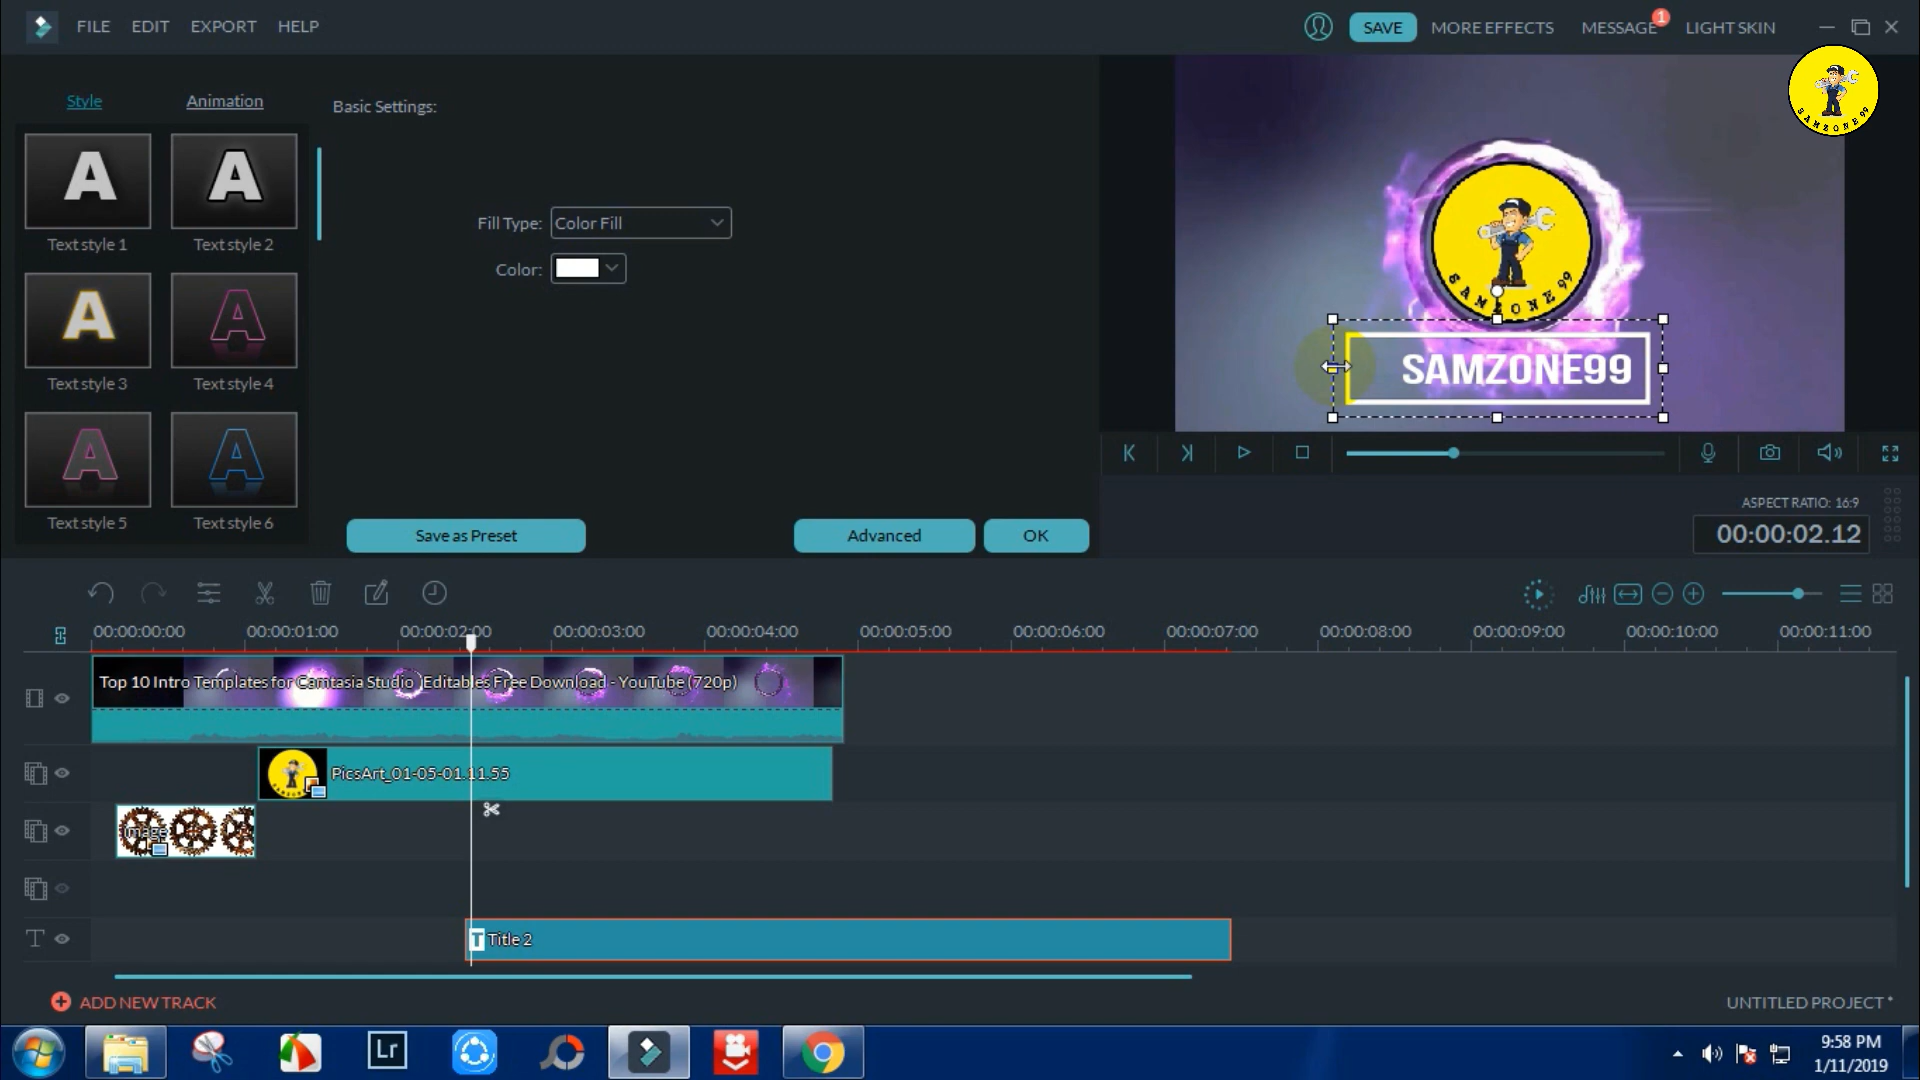 FILE EDIT EXPORT HELP
SAVE MORE EFFECTS MESSAGE 1 LIGHT SKIN
Style Animation Basic Settings:
A A
Text style 1 Text style 2
A A
Text style 3 Text style 4
A A
Text style 5 Text style 6
Fill Type: Color Fill
Color:
Save as Preset Advanced OK
SAMZONE99
SAMZONE99
SAMZONE99
ASPECT RATIO: 16:9
00:00:02.12
00:00:00:00 00:00:01:00 00:00:02:00 00:00:03:00 00:00:04:00 00:00:05:00 00:00:06:00 00:00:07:00 00:00:08:00 00:00:09:00 00:00:10:00 00:00:11:00
Top 10 Intro Templates for Camtasia Studio Editables Free Download - YouTube (720p)
PicsArt_01-05-01.11.55
image
T T Title 2
ADD NEW TRACK
UNTITLED PROJECT *
Lr
9:58 PM
1/11/2019